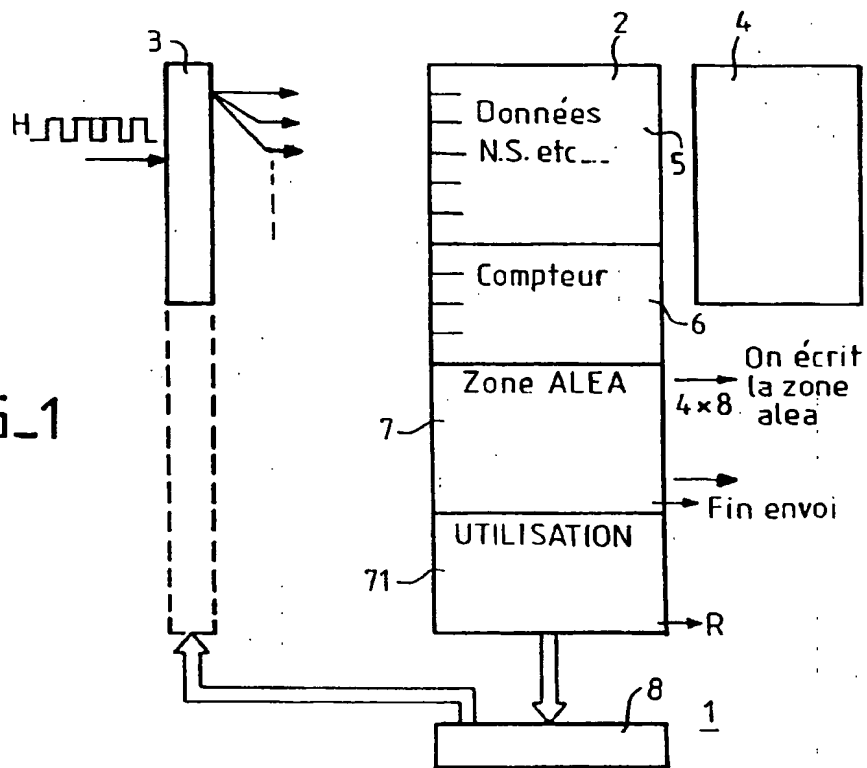 3
2
4
H
Données
N.S. etc...
5
Compteur
6
Zone ALEA
On écrit
4×8 la zone
alea
7
Fin envoi
UTILISATION
71
R
8
1